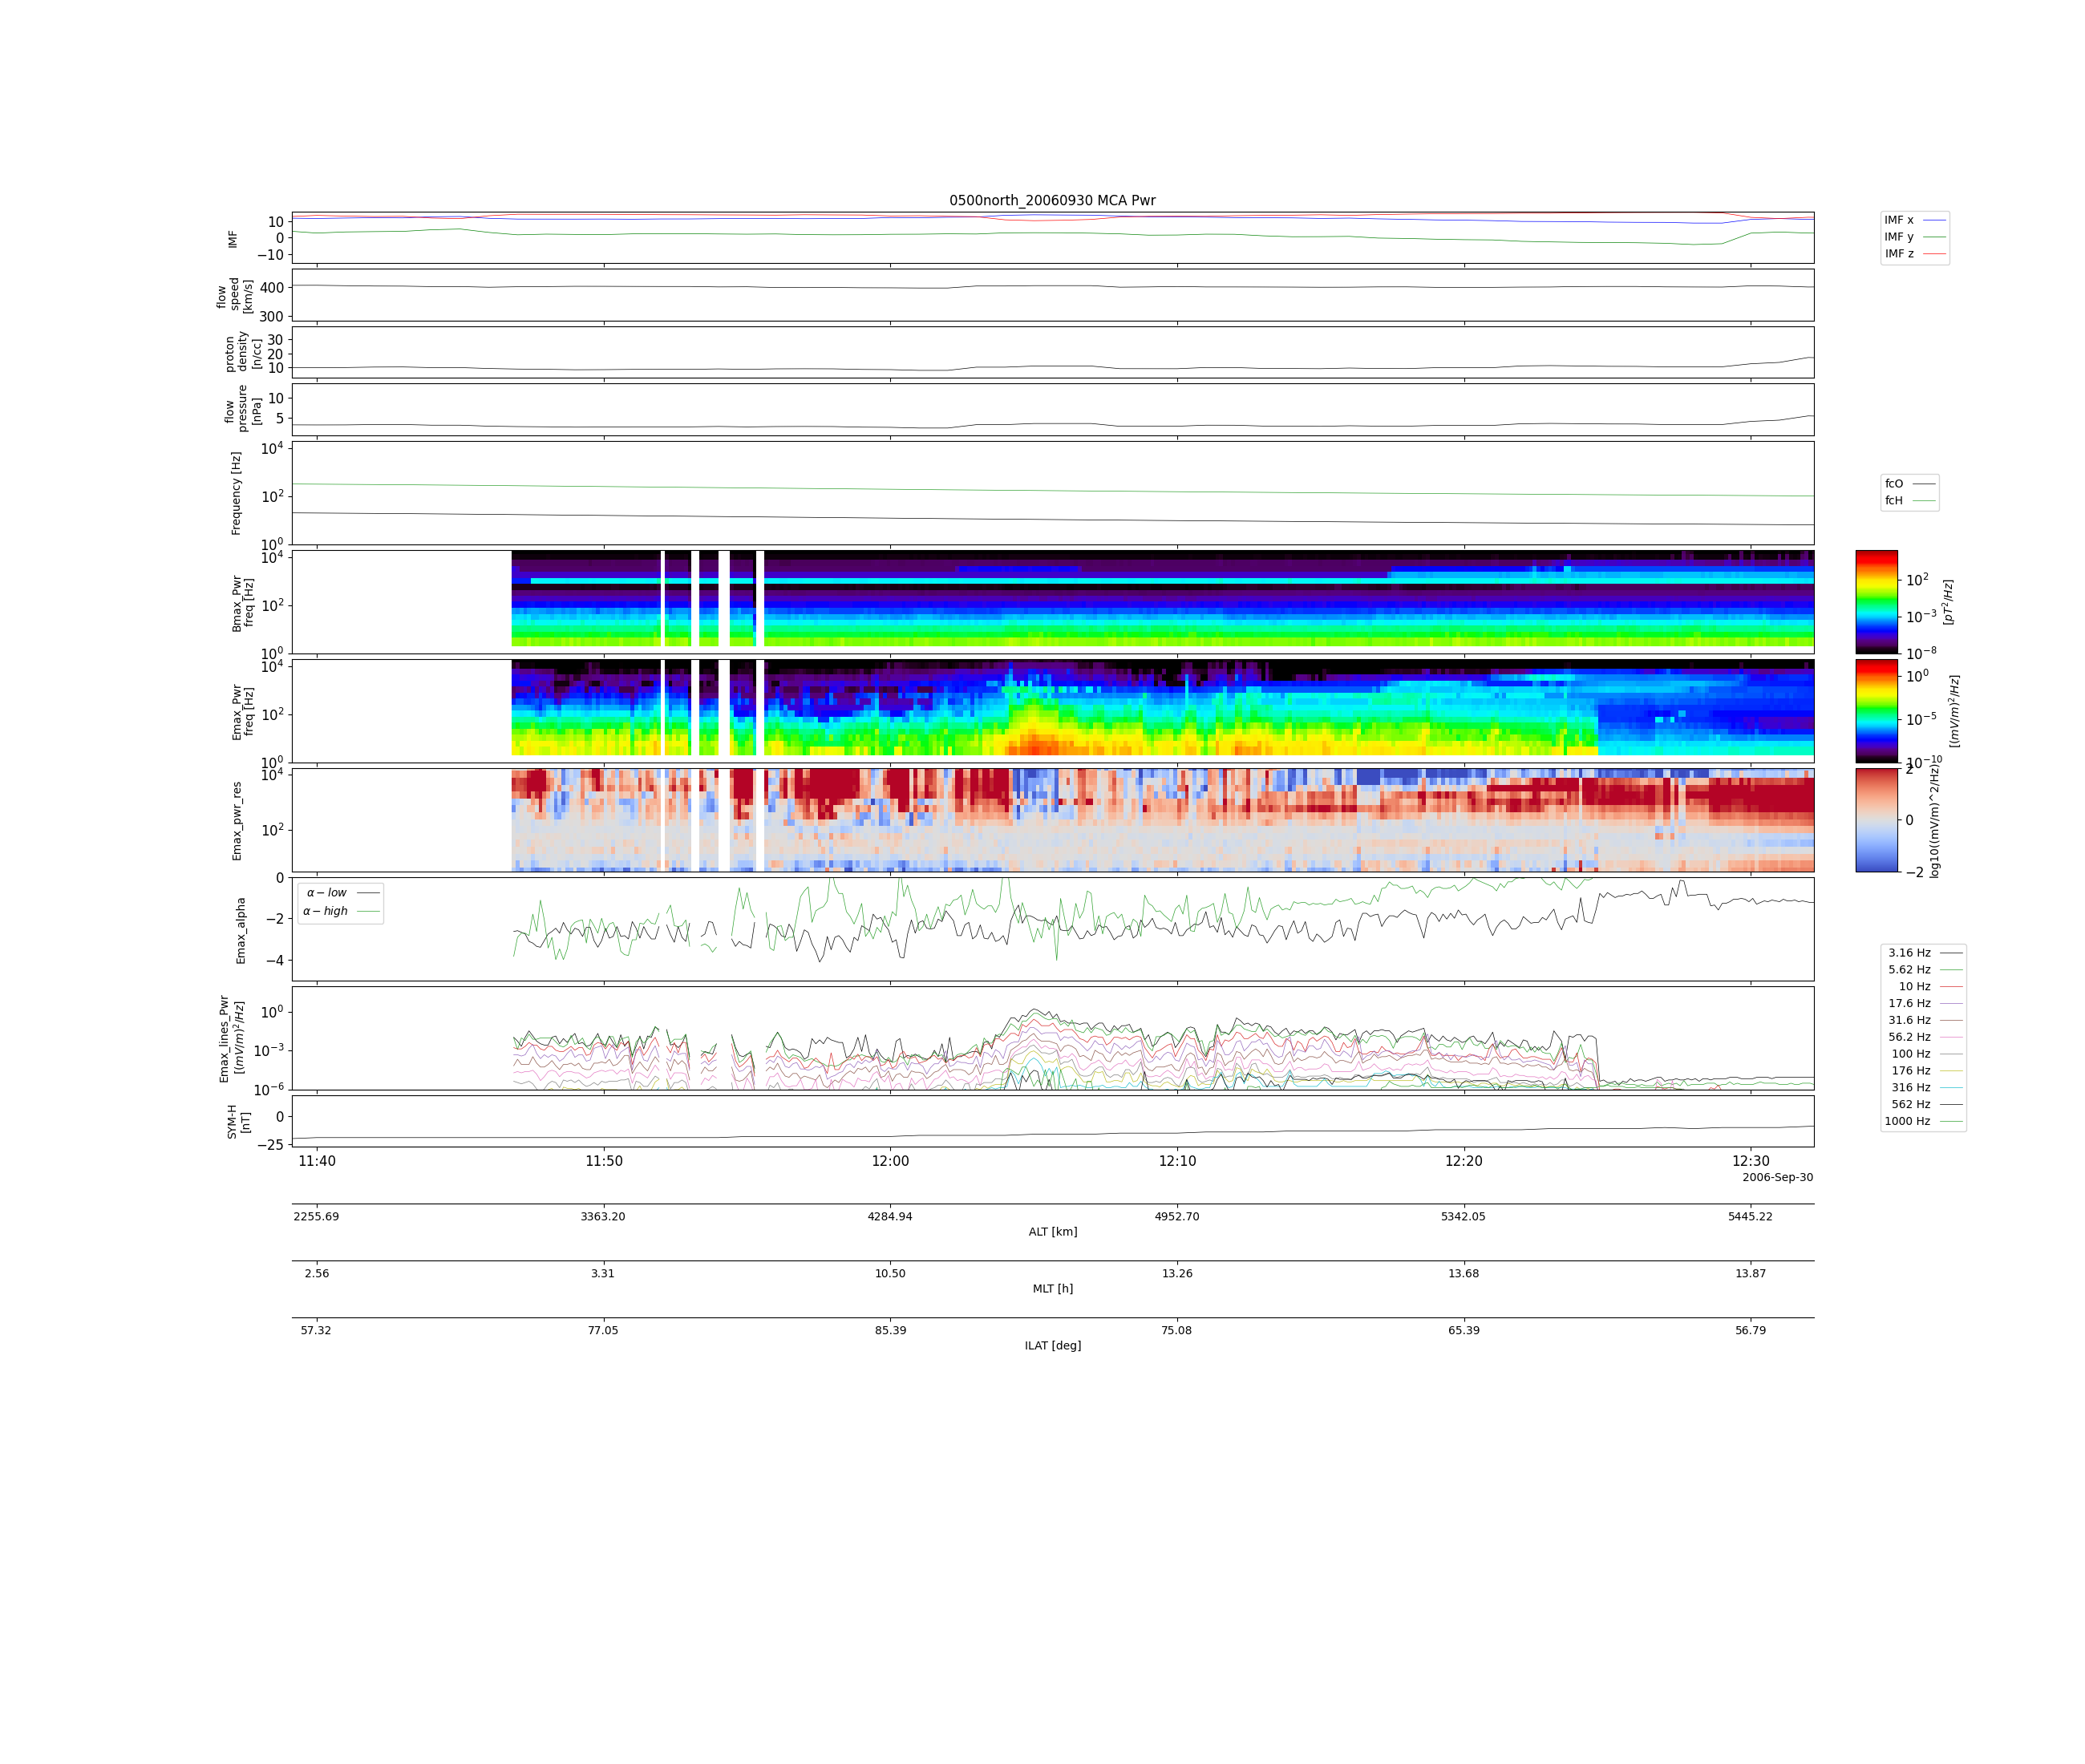 0500north_20060930 MCA Pwr
IMF
10
0
−10
IMF x
IMF y
IMF z
flow
speed
[km/s]
400
300
proton
density
[n/cc]
30
20
10
flow
pressure
[nPa]
10
5
Frequency [Hz]
10^4
10^2
10^0
fcO
fcH
Bmax_Pwr
freq [Hz]
10^4
10^2
10^0
10^2
10^−3
10^−8
[pT^2/Hz]
Emax_Pwr
freq [Hz]
10^4
10^2
10^0
10^0
10^−5
10^−10
[(mV/m)^2/Hz]
Emax_pwr_res
10^4
10^2
2
0
−2
log10((mV/m)^2/Hz)
Emax_alpha
0
−2
−4
α − low
α − high
Emax_lines_Pwr
[(mV/m)^2/Hz]
10^0
10^−3
10^−6
3.16 Hz
5.62 Hz
10 Hz
17.6 Hz
31.6 Hz
56.2 Hz
100 Hz
176 Hz
316 Hz
562 Hz
1000 Hz
SYM-H
[nT]
0
−25
11:40 11:50 12:00 12:10 12:20 12:30
2006-Sep-30
2255.69 3363.20 4284.94 4952.70 5342.05 5445.22
ALT [km]
2.56 3.31 10.50 13.26 13.68 13.87
MLT [h]
57.32 77.05 85.39 75.08 65.39 56.79
ILAT [deg]